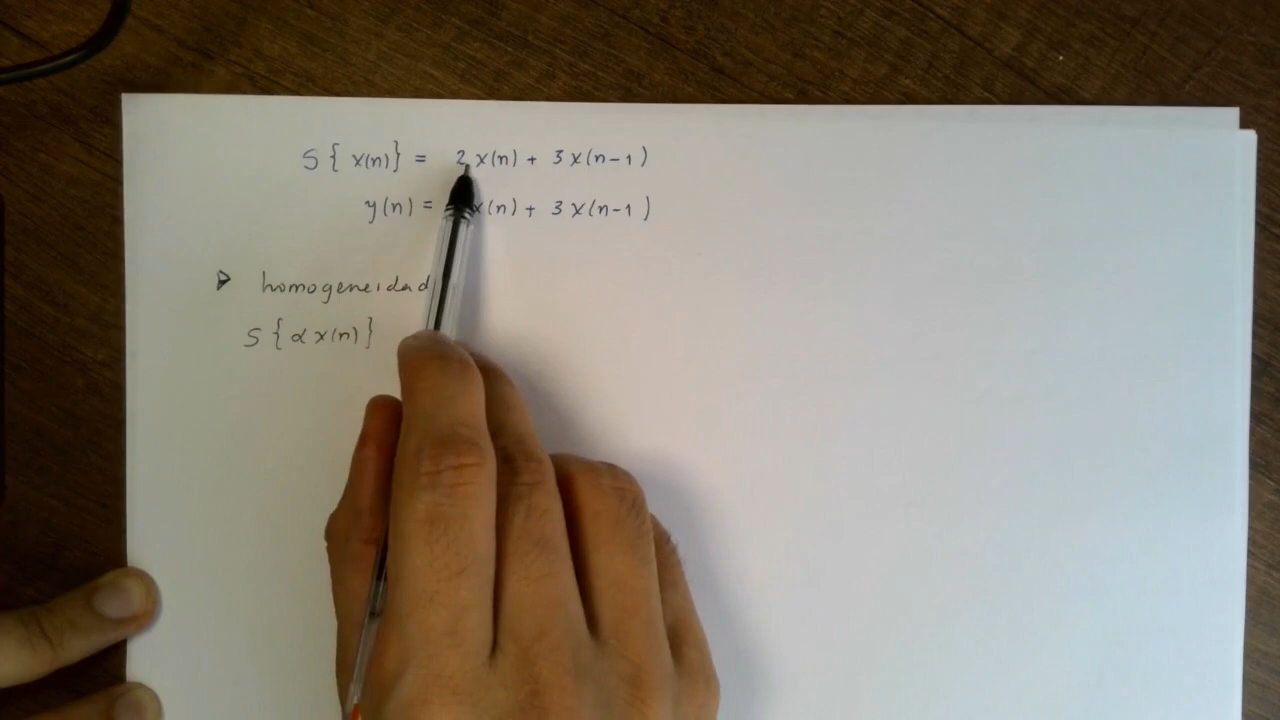 S{ x(n)} = 2 x(n) + 3 x(n-1)
y(n) = x(n) + 3 x(n-1)
homogeneidad
S{α x(n)}